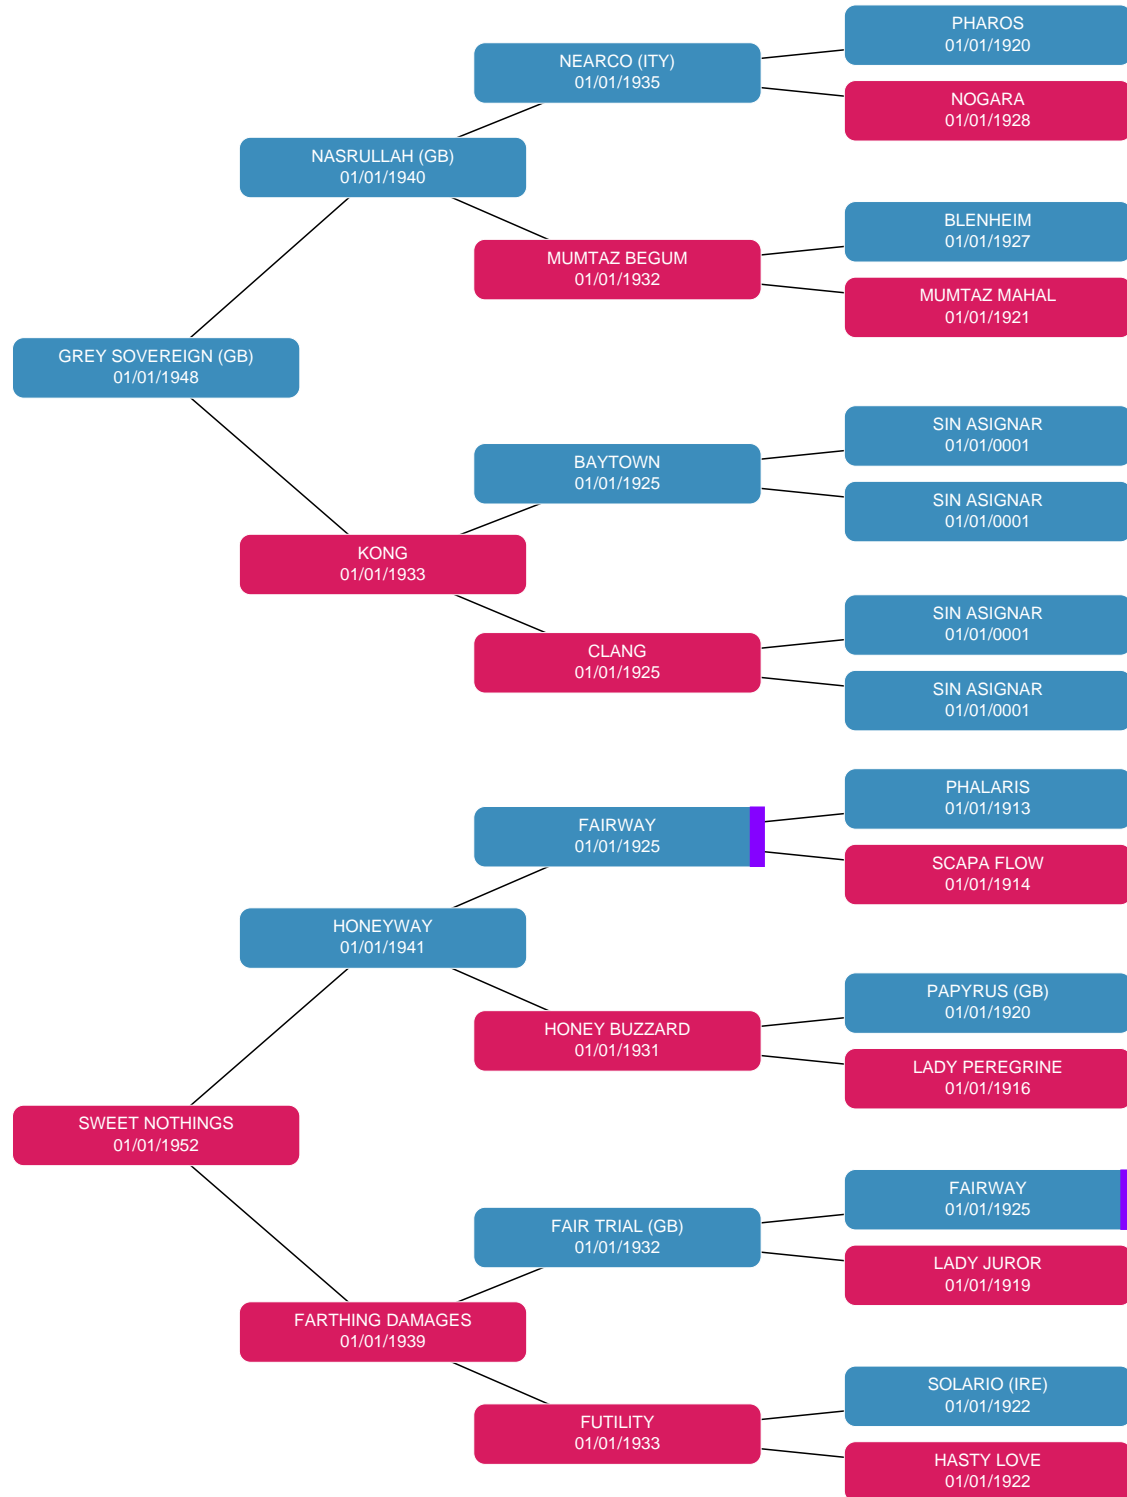 PHAROS
01/01/1920
NEARCO (ITY)
01/01/1935
NOGARA
01/01/1928
NASRULLAH (GB)
01/01/1940
BLENHEIM
01/01/1927
MUMTAZ BEGUM
01/01/1932
MUMTAZ MAHAL
01/01/1921
GREY SOVEREIGN (GB)
01/01/1948
SIN ASIGNAR
01/01/0001
BAYTOWN
01/01/1925
SIN ASIGNAR
01/01/0001
KONG
01/01/1933
SIN ASIGNAR
01/01/0001
CLANG
01/01/1925
SIN ASIGNAR
01/01/0001
PHALARIS
01/01/1913
FAIRWAY
01/01/1925
SCAPA FLOW
01/01/1914
HONEYWAY
01/01/1941
PAPYRUS (GB)
01/01/1920
HONEY BUZZARD
01/01/1931
LADY PEREGRINE
01/01/1916
SWEET NOTHINGS
01/01/1952
FAIRWAY
01/01/1925
FAIR TRIAL (GB)
01/01/1932
LADY JUROR
01/01/1919
FARTHING DAMAGES
01/01/1939
SOLARIO (IRE)
01/01/1922
FUTILITY
01/01/1933
HASTY LOVE
01/01/1922